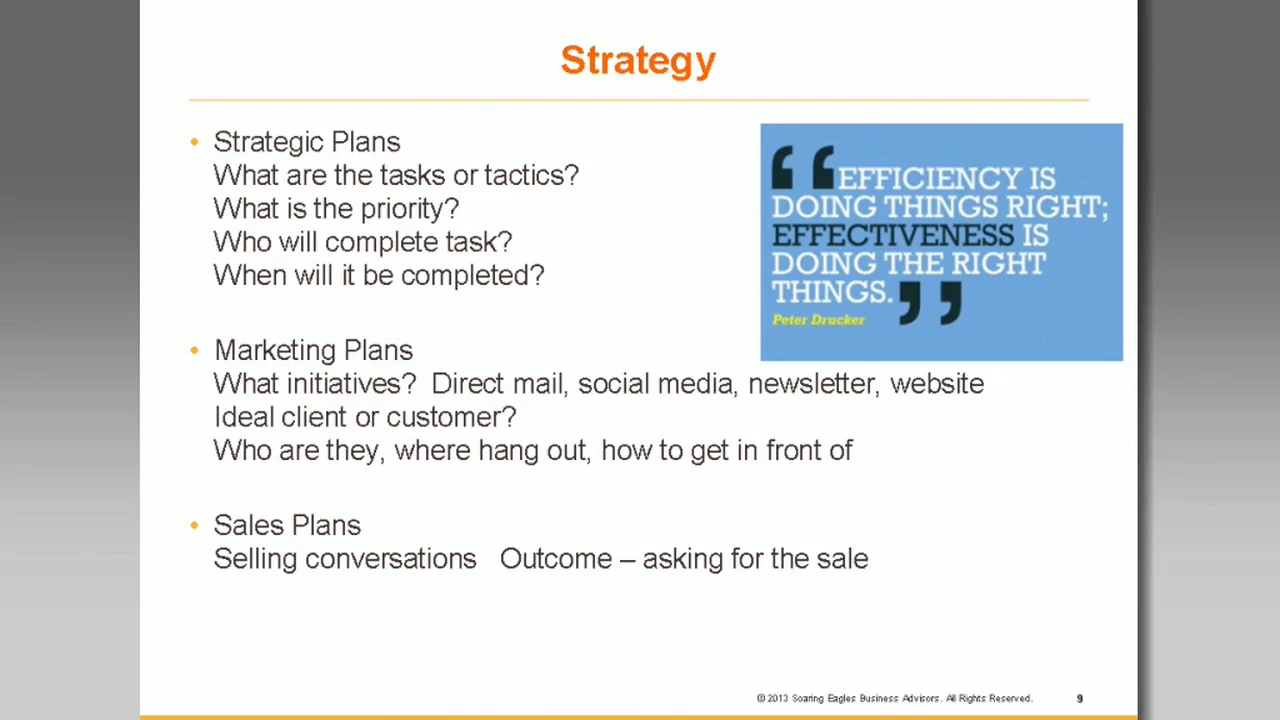 Strategy
• Strategic Plans
What are the tasks or tactics?
What is the priority?
Who will complete task?
When will it be completed?
“ EFFICIENCY IS
DOING THINGS RIGHT;
EFFECTIVENESS IS
DOING THE RIGHT
THINGS. ”
Peter Drucker
• Marketing Plans
What initiatives?  Direct mail, social media, newsletter, website
Ideal client or customer?
Who are they, where hang out, how to get in front of
• Sales Plans
Selling conversations   Outcome – asking for the sale
© 2013 Soaring Eagles Business Advisors. All Rights Reserved. 9